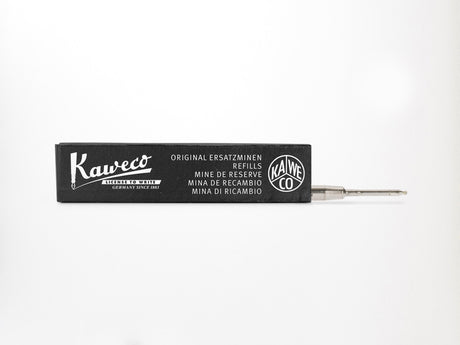 Kaweco
LICENSE TO WRITE
GERMANY SINCE 1883
ORIGINAL ERSATZMINEN
REFILLS
MINE DE RESERVE
MINA DE RECAMBIO
MINA DI RICAMBIO
KA WE
CO